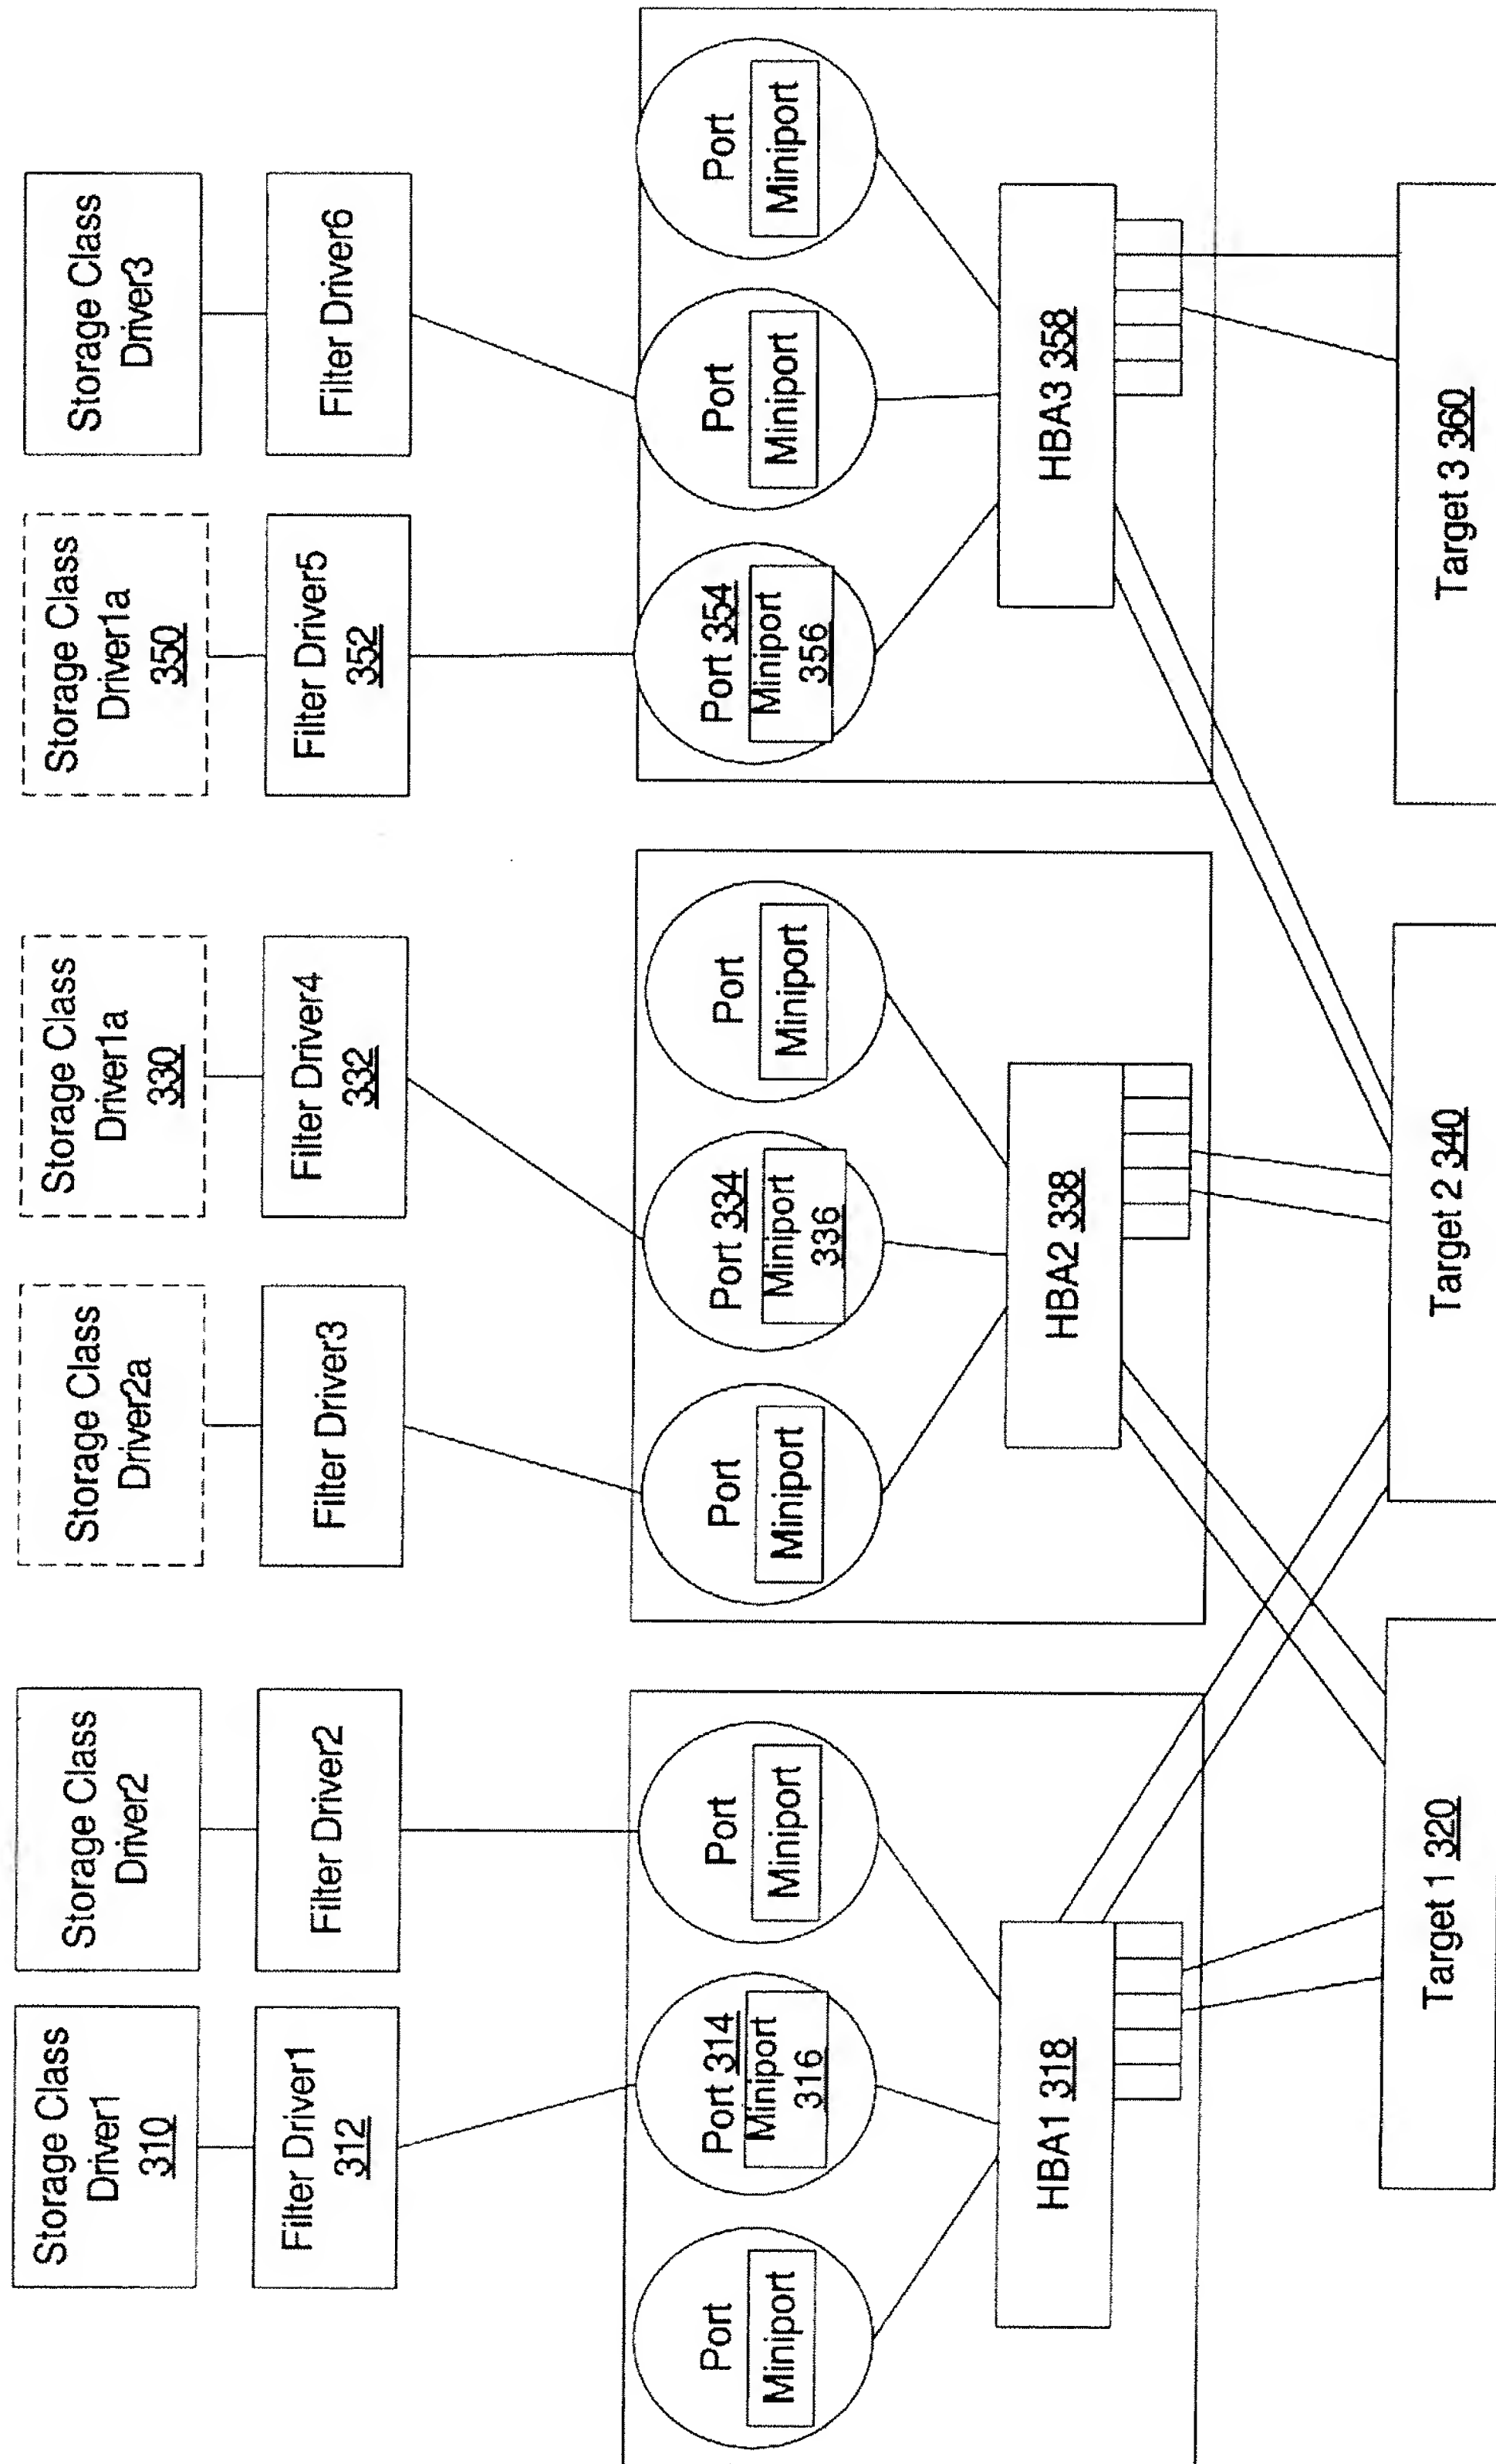 Storage Class
Driver1
310
Storage Class
Driver2
Storage Class
Driver2a
Storage Class
Driver1a
330
Storage Class
Driver1a
350
Storage Class
Driver3
Filter Driver1
312
Filter Driver2
Filter Driver3
Filter Driver4
332
Filter Driver5
352
Filter Driver6
Port
Miniport
Port 314
Miniport
316
Port
Miniport
Port
Miniport
Port 334
Miniport
336
Port
Miniport
Port 354
Miniport
356
Port
Miniport
Port
Miniport
HBA1 318
HBA2 338
HBA3 358
Target 1 320
Target 2 340
Target 3 360